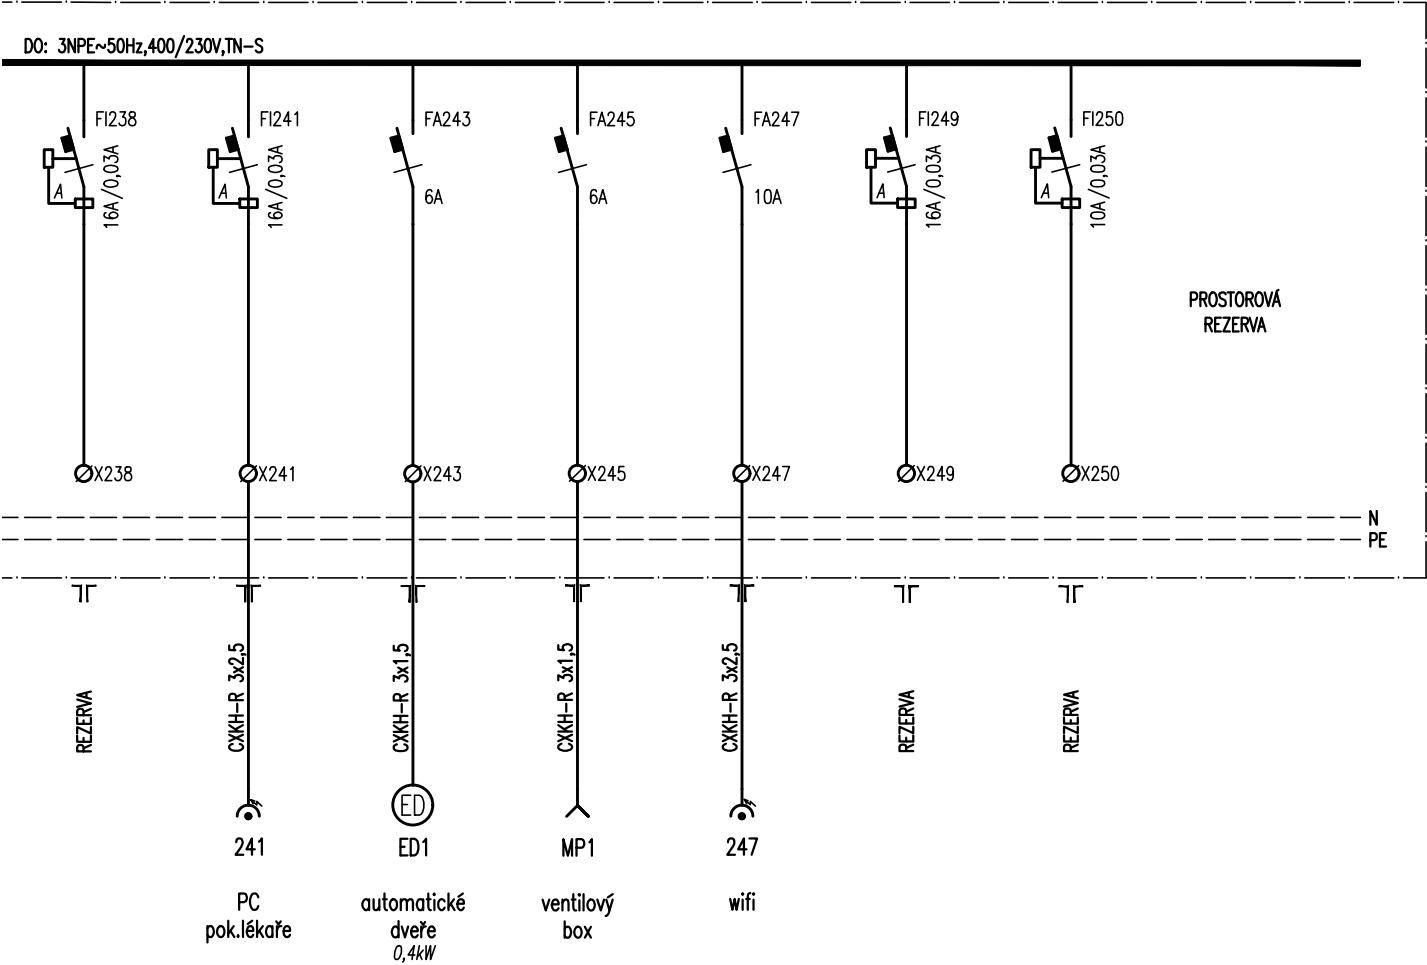 DO: 3NPE~50Hz,400/230V,TN-S
FI238
FI241
FA243
FA245
FA247
FI249
FI250
A
16A/0,03A
A
16A/0,03A
6A
6A
10A
A
16A/0,03A
A
10A/0,03A
PROSTOROVÁ
REZERVA
X238
X241
X243
X245
X247
X249
X250
N
PE
REZERVA
CXKH-R 3x2,5
CXKH-R 3x1,5
CXKH-R 3x1,5
CXKH-R 3x2,5
REZERVA
REZERVA
ED
241
ED1
MP1
247
PC
pok.lékaře
automatické
dveře
0,4kW
ventilový
box
wifi